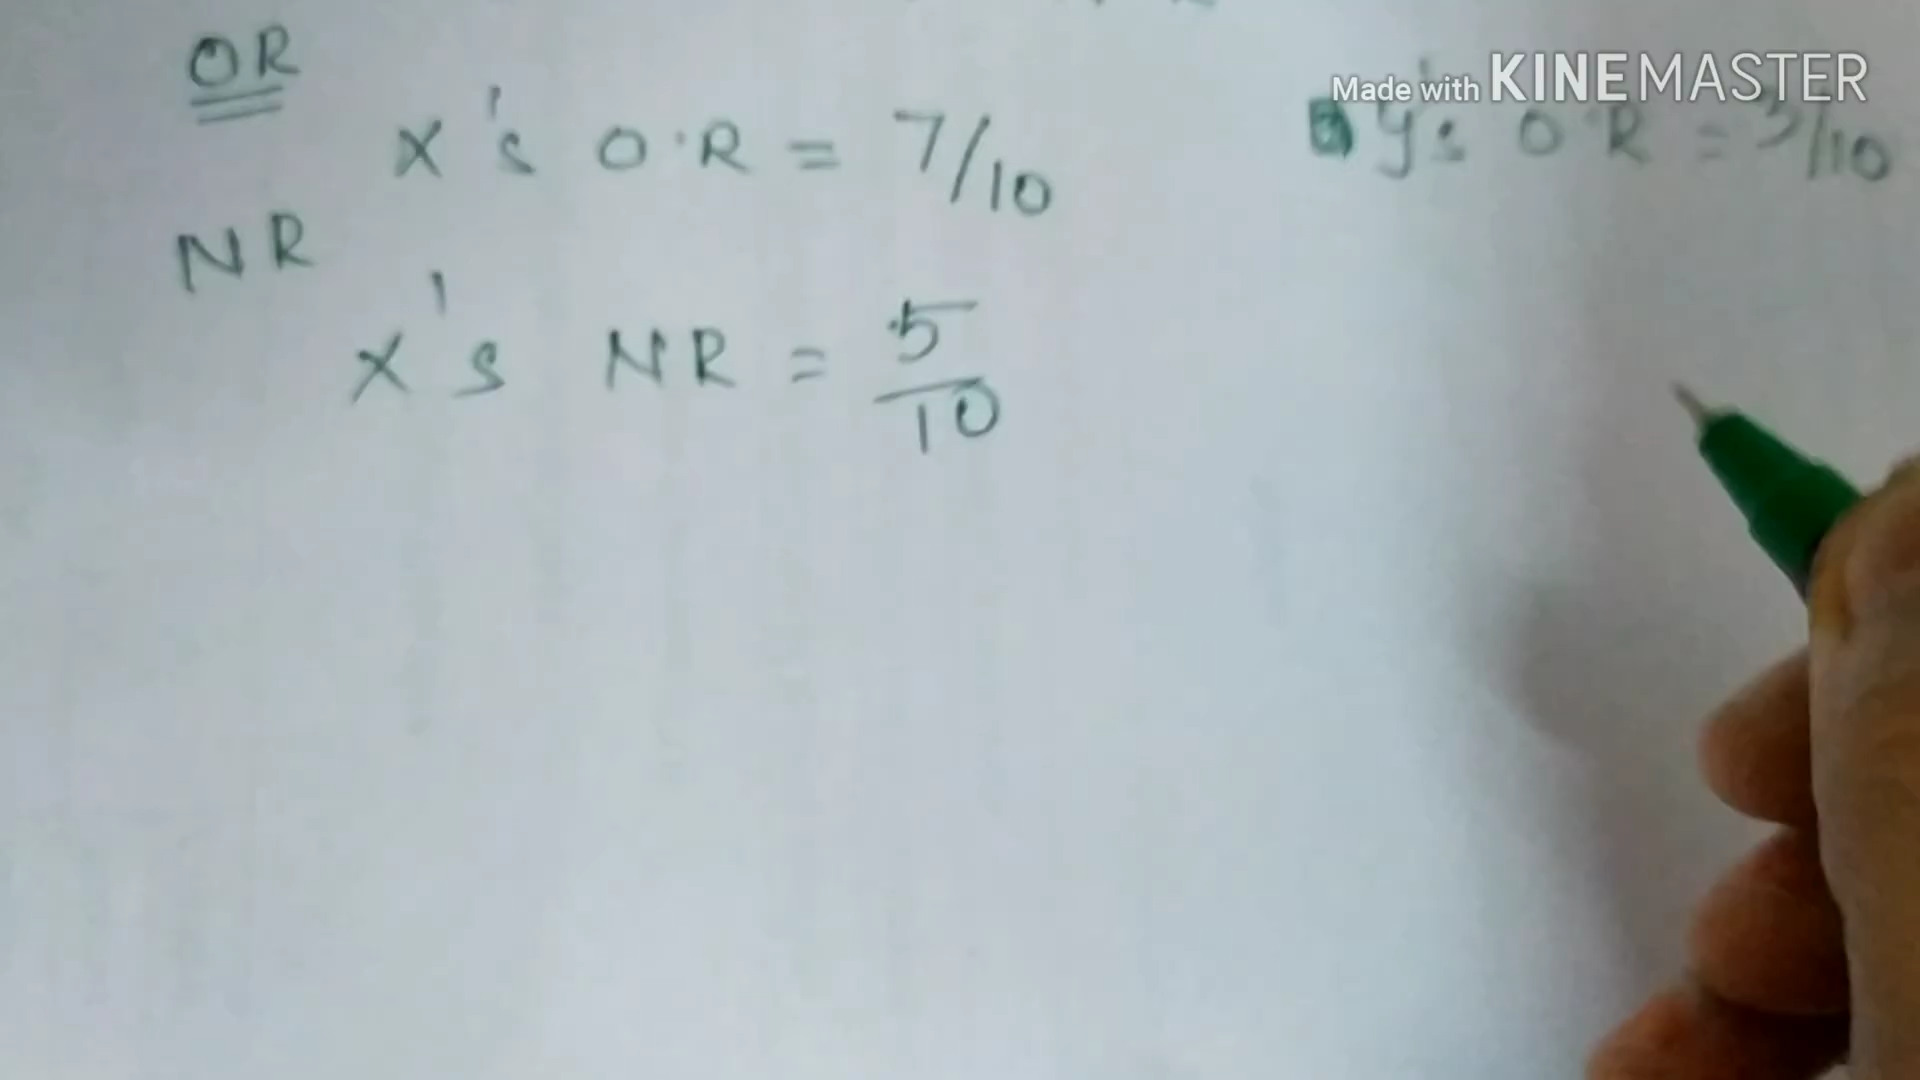 OR
Made with KINEMASTER
X's O.R = 7/10
y's O.R = 3/10
NR
X's NR = 5/10